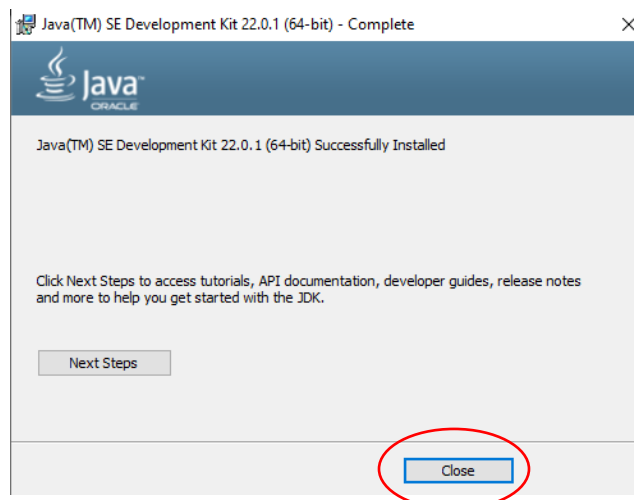 Java(TM) SE Development Kit 22.0.1 (64-bit) - Complete
Java™
ORACLE
Java(TM) SE Development Kit 22.0.1 (64-bit) Successfully Installed
Click Next Steps to access tutorials, API documentation, developer guides, release notes
and more to help you get started with the JDK.
Next Steps
Close